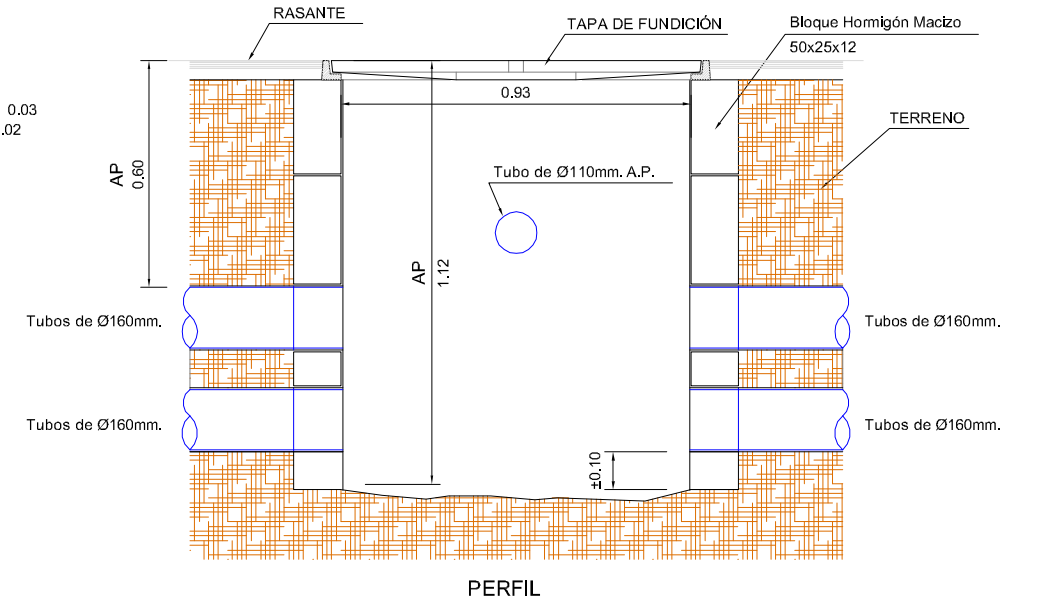 RASANTE
TAPA DE FUNDICIÓN
Bloque Hormigón Macizo
50x25x12
0.03
.02
0.93
TERRENO
AP
0.60
Tubo de Ø110mm. A.P.
AP
1.12
Tubos de Ø160mm.
Tubos de Ø160mm.
Tubos de Ø160mm.
Tubos de Ø160mm.
±0.10
PERFIL